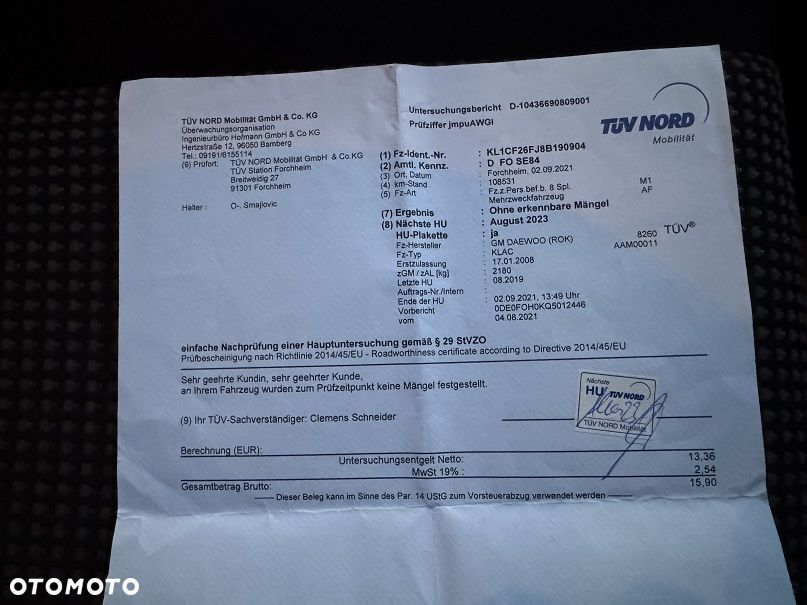 TÜV NORD Mobilität GmbH & Co. KG
Überwachungsorganisation
Ingenieurbüro Hofmann GmbH & Co. KG
Hertzstraße 12, 96050 Bamberg
Tel.: 09191/6155114
(9) Prüfort: TÜV NORD Mobilität GmbH & Co.KG
TÜV Station Forchheim
Breitweidig 27
91301 Forchheim
Halter : O-. Smajlovic
Untersuchungsbericht D-10436690809001
Prüfziffer jmpuAWGI
TÜV NORD
Mobilität
(1) Fz-Ident.-Nr. : KL1CF26FJ8B190904
(2) Amtl. Kennz. : D FO SE84
(3) Ort, Datum : Forchheim, 02.09.2021
(4) km-Stand : 108531
(5) Fz-Art : Fz.z.Pers.bef.b. 8 Spl. M1
Mehrzweckfahrzeug AF
(7) Ergebnis : Ohne erkennbare Mängel
(8) Nächste HU : August 2023
HU-Plakette : ja TÜV®
Fz-Hersteller : GM DAEWOO (ROK) 8260
Fz-Typ : KLAC AAM00011
Erstzulassung : 17.01.2008
zGM / zAL [kg] : 2180
Letzte HU : 08.2019
Auftrags-Nr./intern :
Ende der HU : 02.09.2021, 13:49 Uhr
Vorbericht : 0DE0FOH0KQ5012446
vom : 04.08.2021
einfache Nachprüfung einer Hauptuntersuchung gemäß § 29 StVZO
Prüfbescheinigung nach Richtlinie 2014/45/EU - Roadworthiness certificate according to Directive 2014/45/EU
Sehr geehrte Kundin, sehr geehrter Kunde,
an Ihrem Fahrzeug wurden zum Prüfzeitpunkt keine Mängel festgestellt.
Nächste
HU TÜV NORD
TÜV NORD Mobilität
(9) Ihr TÜV-Sachverständiger: Clemens Schneider
Berechnung (EUR):
Untersuchungsentgelt Netto: 13,36
MwSt 19% : 2,54
Gesamtbetrag Brutto: 15,90
Dieser Beleg kann im Sinne des Par. 14 UStG zum Vorsteuerabzug verwendet werden
OTOMOTO